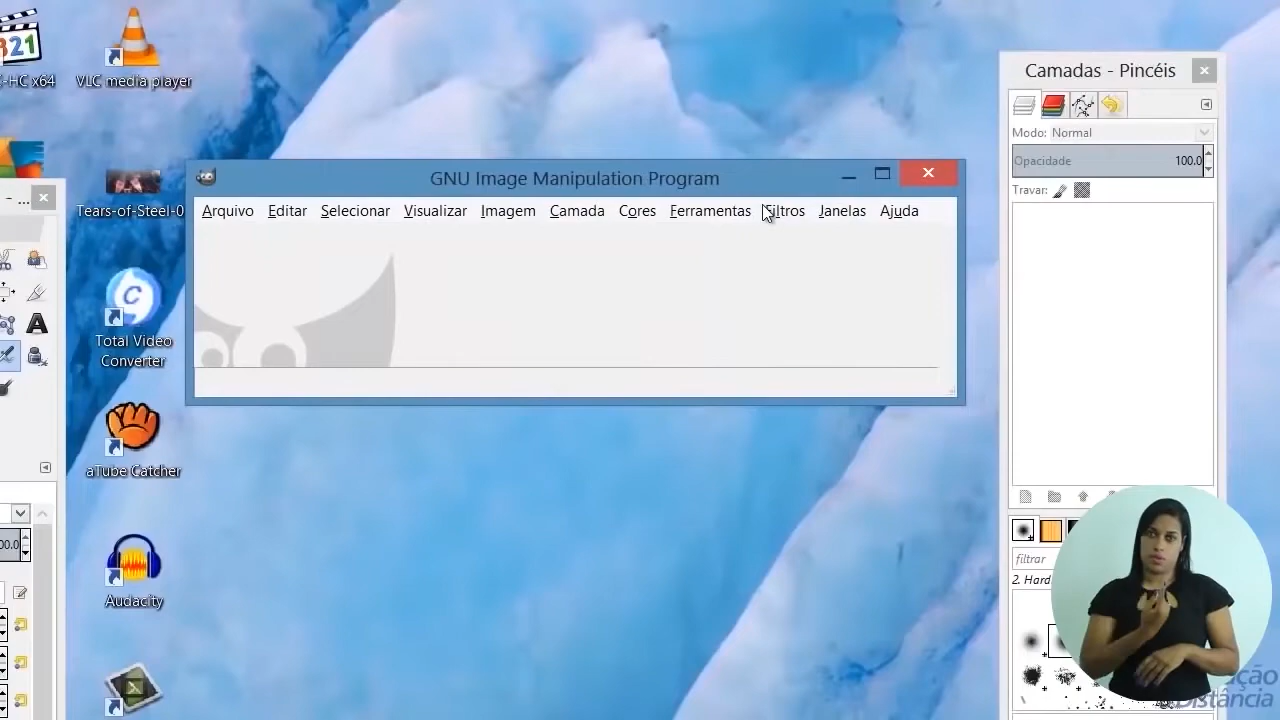 C-HC x64
VLC media player
Tears-of-Steel-0
Total Video
Converter
aTube Catcher
Audacity
- ...
00.0
GNU Image Manipulation Program
Arquivo Editar Selecionar Visualizar Imagem Camada Cores Ferramentas Filtros Janelas Ajuda
Camadas - Pincéis
Modo: Normal
Opacidade 100.0
Travar:
filtrar
2. Hard
ação
Distância